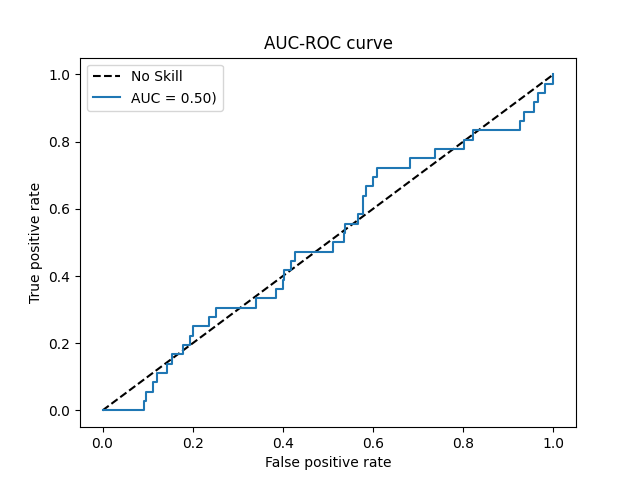 AUC-ROC curve
No Skill
AUC = 0.50)
True positive rate
1.0
0.8
0.6
0.4
0.2
0.0
0.0 0.2 0.4 0.6 0.8 1.0
False positive rate